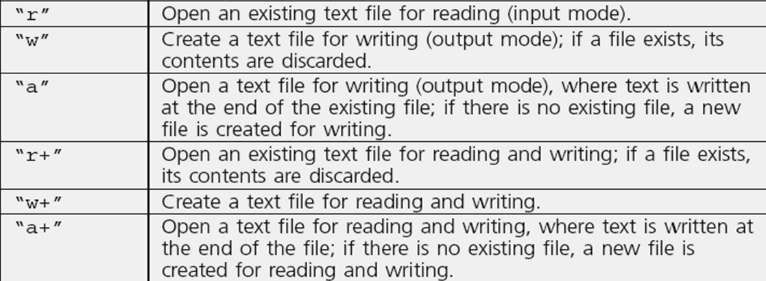 “r” Open an existing text file for reading (input mode).
“w” Create a text file for writing (output mode); if a file exists, its
contents are discarded.
“a” Open a text file for writing (output mode), where text is written
at the end of the existing file; if there is no existing file, a new
file is created for writing.
“r+” Open an existing text file for reading and writing; if a file exists,
its contents are discarded.
“w+” Create a text file for reading and writing.
“a+” Open a text file for reading and writing, where text is written at
the end of the file; if there is no existing file, a new file is
created for reading and writing.